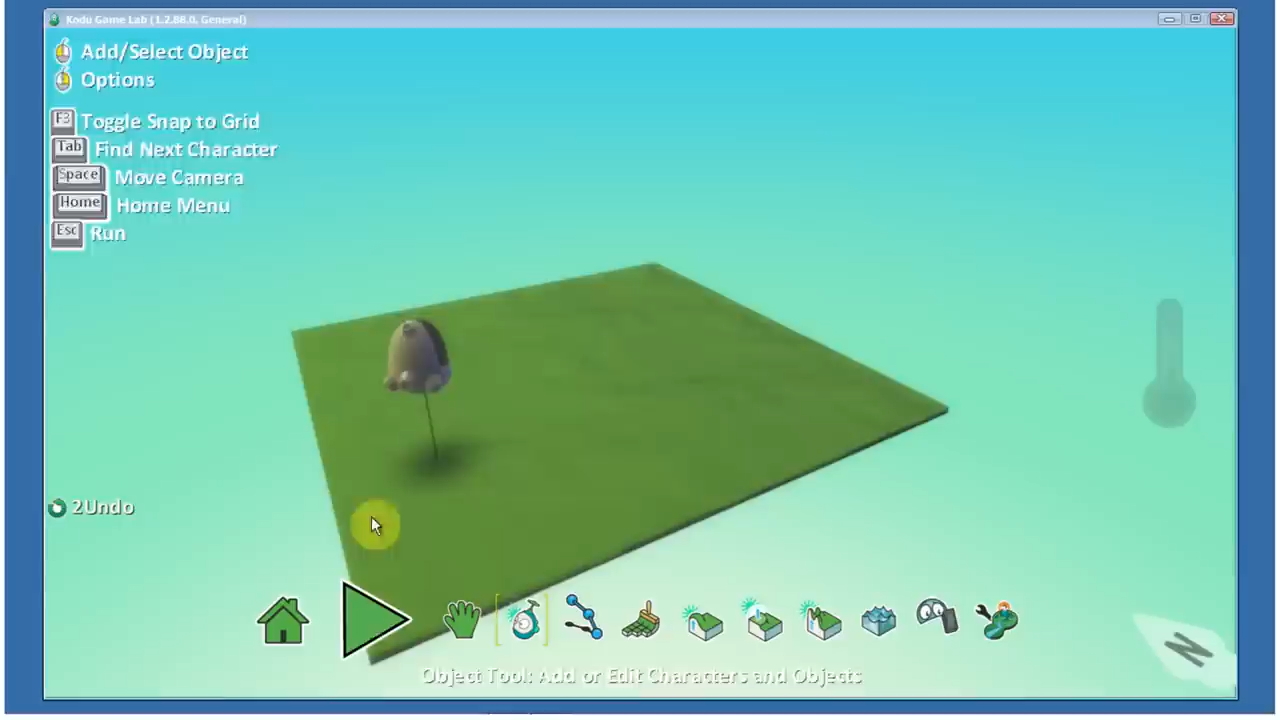 Kodu Game Lab (1.2.88.0, General)
Add/Select Object
Options
F3 Toggle Snap to Grid
Tab Find Next Character
Space Move Camera
Home Home Menu
Esc Run
2Undo
N
Object Tool: Add or Edit Characters and Objects